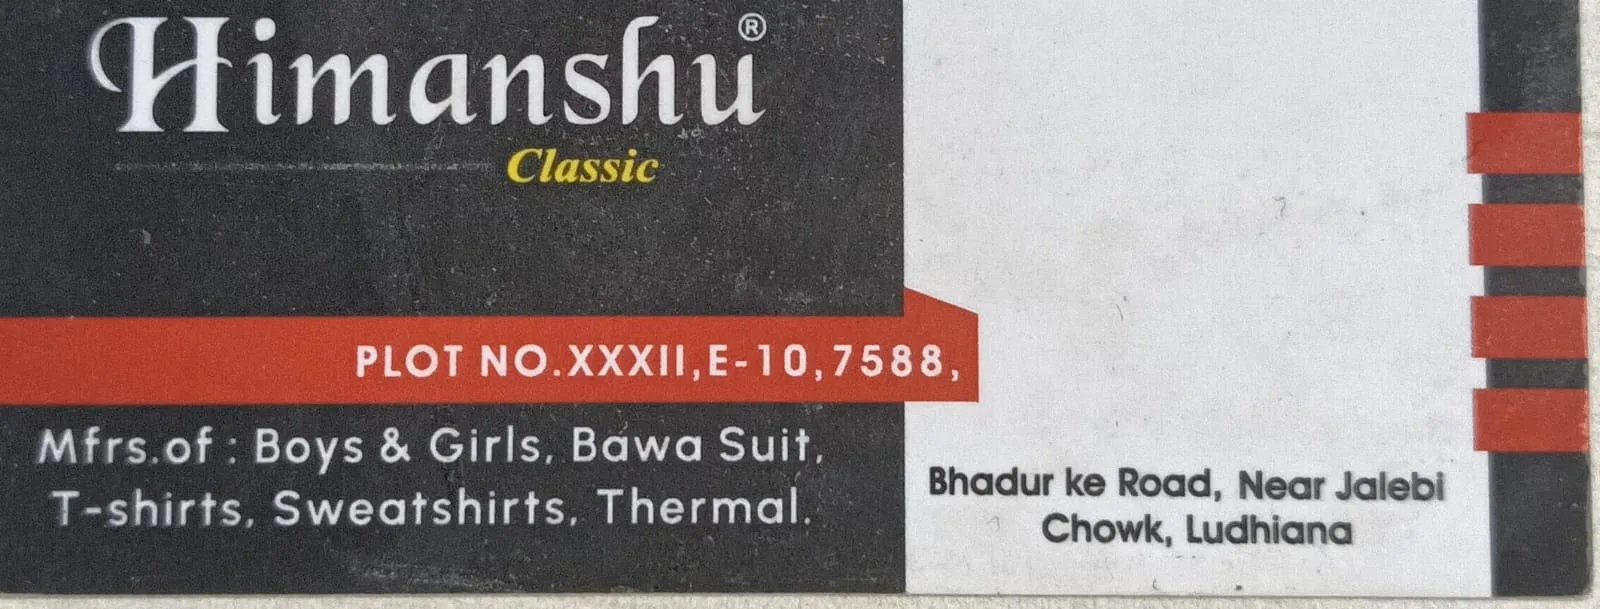 Himanshu®
Classic
PLOT NO.XXXII,E-10,7588,
Mfrs.of : Boys & Girls, Bawa Suit,
T-shirts, Sweatshirts, Thermal.
Bhadur ke Road, Near Jalebi
Chowk, Ludhiana